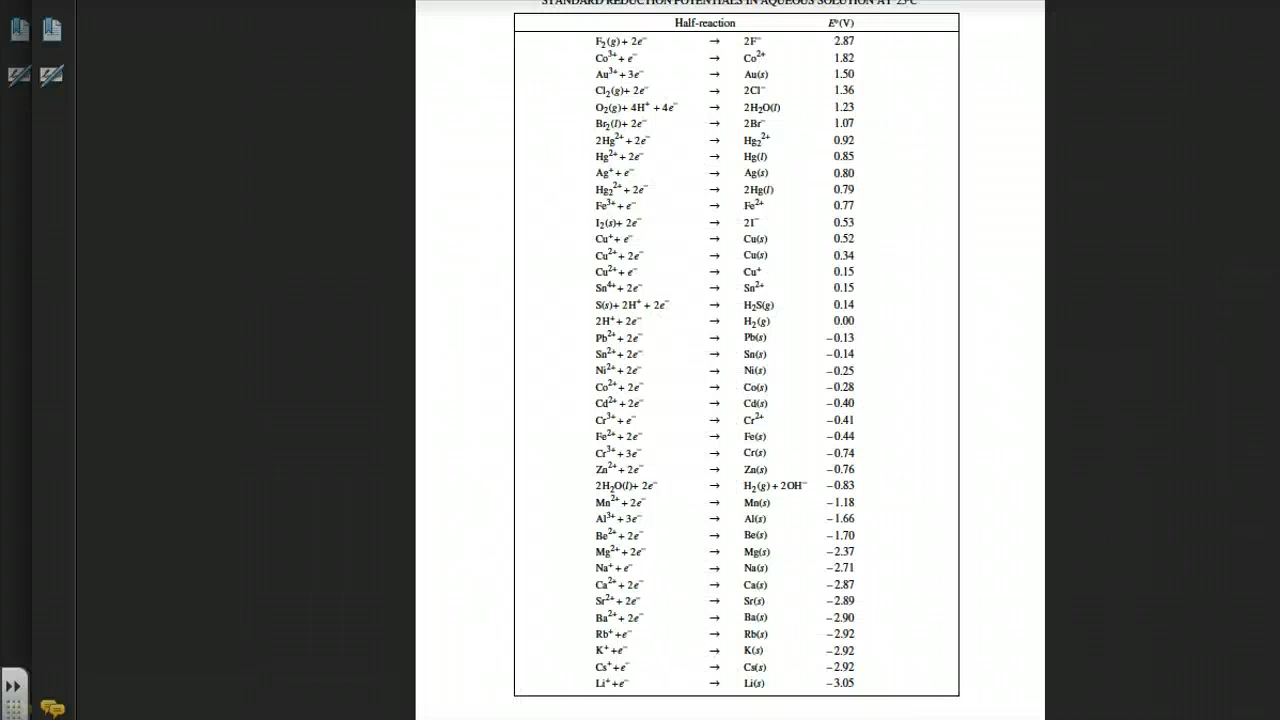 STANDARD REDUCTION POTENTIALS IN AQUEOUS SOLUTION AT 25°C
Half-reaction E°(V)
F₂(g) + 2e⁻ → 2F⁻ 2.87
Co³⁺ + e⁻ → Co²⁺ 1.82
Au³⁺ + 3e⁻ → Au(s) 1.50
Cl₂(g) + 2e⁻ → 2Cl⁻ 1.36
O₂(g) + 4H⁺ + 4e⁻ → 2H₂O(l) 1.23
Br₂(l) + 2e⁻ → 2Br⁻ 1.07
2Hg²⁺ + 2e⁻ → Hg₂²⁺ 0.92
Hg²⁺ + 2e⁻ → Hg(l) 0.85
Ag⁺ + e⁻ → Ag(s) 0.80
Hg₂²⁺ + 2e⁻ → 2Hg(l) 0.79
Fe³⁺ + e⁻ → Fe²⁺ 0.77
I₂(s) + 2e⁻ → 2I⁻ 0.53
Cu⁺ + e⁻ → Cu(s) 0.52
Cu²⁺ + 2e⁻ → Cu(s) 0.34
Cu²⁺ + e⁻ → Cu⁺ 0.15
Sn⁴⁺ + 2e⁻ → Sn²⁺ 0.15
S(s) + 2H⁺ + 2e⁻ → H₂S(g) 0.14
2H⁺ + 2e⁻ → H₂(g) 0.00
Pb²⁺ + 2e⁻ → Pb(s) −0.13
Sn²⁺ + 2e⁻ → Sn(s) −0.14
Ni²⁺ + 2e⁻ → Ni(s) −0.25
Co²⁺ + 2e⁻ → Co(s) −0.28
Cd²⁺ + 2e⁻ → Cd(s) −0.40
Cr³⁺ + e⁻ → Cr²⁺ −0.41
Fe²⁺ + 2e⁻ → Fe(s) −0.44
Cr³⁺ + 3e⁻ → Cr(s) −0.74
Zn²⁺ + 2e⁻ → Zn(s) −0.76
2H₂O(l) + 2e⁻ → H₂(g) + 2OH⁻ −0.83
Mn²⁺ + 2e⁻ → Mn(s) −1.18
Al³⁺ + 3e⁻ → Al(s) −1.66
Be²⁺ + 2e⁻ → Be(s) −1.70
Mg²⁺ + 2e⁻ → Mg(s) −2.37
Na⁺ + e⁻ → Na(s) −2.71
Ca²⁺ + 2e⁻ → Ca(s) −2.87
Sr²⁺ + 2e⁻ → Sr(s) −2.89
Ba²⁺ + 2e⁻ → Ba(s) −2.90
Rb⁺ + e⁻ → Rb(s) −2.92
K⁺ + e⁻ → K(s) −2.92
Cs⁺ + e⁻ → Cs(s) −2.92
Li⁺ + e⁻ → Li(s) −3.05